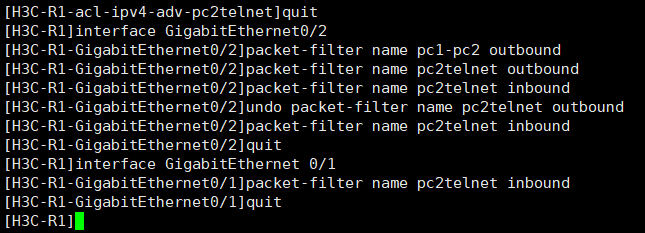 [H3C-R1-acl-ipv4-adv-pc2telnet]quit
[H3C-R1]interface GigabitEthernet0/2
[H3C-R1-GigabitEthernet0/2]packet-filter name pc1-pc2 outbound
[H3C-R1-GigabitEthernet0/2]packet-filter name pc2telnet outbound
[H3C-R1-GigabitEthernet0/2]packet-filter name pc2telnet inbound
[H3C-R1-GigabitEthernet0/2]undo packet-filter name pc2telnet outbound
[H3C-R1-GigabitEthernet0/2]packet-filter name pc2telnet inbound
[H3C-R1-GigabitEthernet0/2]quit
[H3C-R1]interface GigabitEthernet 0/1
[H3C-R1-GigabitEthernet0/1]packet-filter name pc2telnet inbound
[H3C-R1-GigabitEthernet0/1]quit
[H3C-R1]